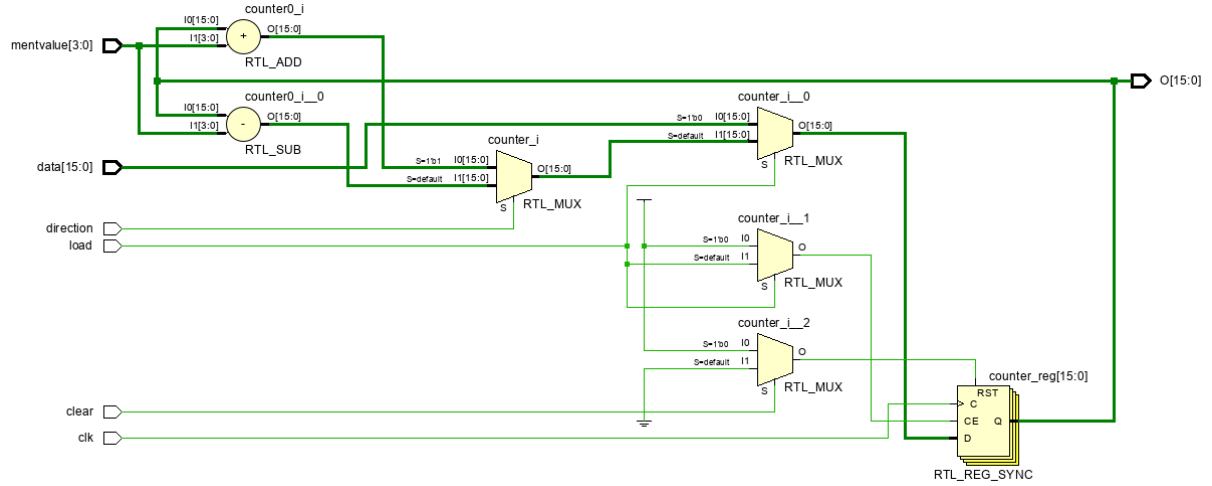 counter0_i
I0[15:0]
O[15:0]
mentvalue[3:0]
I1[3:0]
+
RTL_ADD
O[15:0]
counter0_i__0
I0[15:0]
O[15:0]
I1[3:0]
-
RTL_SUB
counter_i__0
S=1'b0 I0[15:0]
O[15:0]
S=default I1[15:0]
S
RTL_MUX
data[15:0]
counter_i
S=1'b1 I0[15:0]
O[15:0]
S=default I1[15:0]
S
RTL_MUX
direction
load
counter_i__1
S=1'b0 I0
O
S=default I1
S
RTL_MUX
counter_i__2
S=1'b0 I0
O
S=default I1
S
RTL_MUX
clear
clk
counter_reg[15:0]
RST
C
CE Q
D
RTL_REG_SYNC